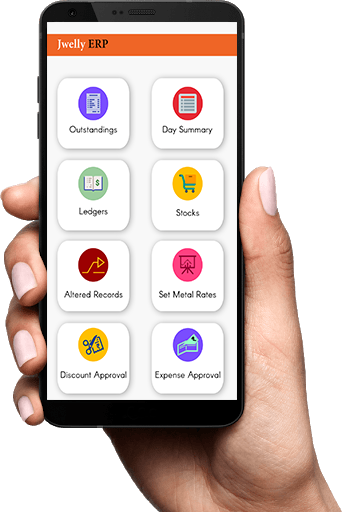 Jwelly ERP
Outstandings
Day Summary
Ledgers
Stocks
Altered Records
Set Metal Rates
Discount Approval
Expense Approval